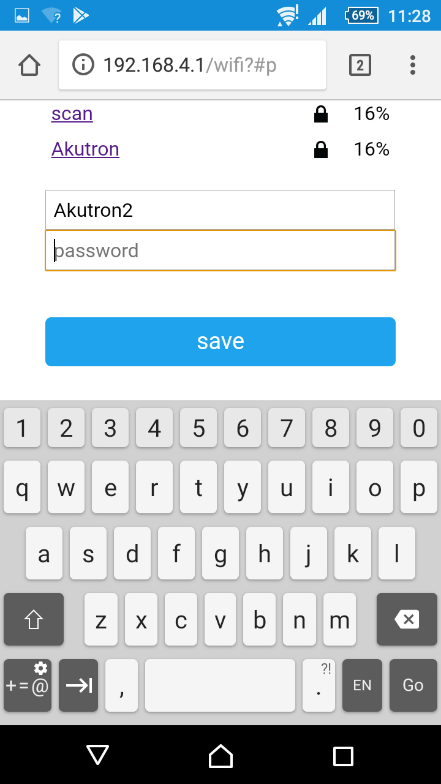 69% 11:28
192.168.4.1/wifi?#p 2
scan 16%
Akutron 16%
Akutron2
password
save
1 2 3 4 5 6 7 8 9 0
q w e r t y u i o p
a s d f g h j k l
z x c v b n m
+=@ , ?! . EN Go